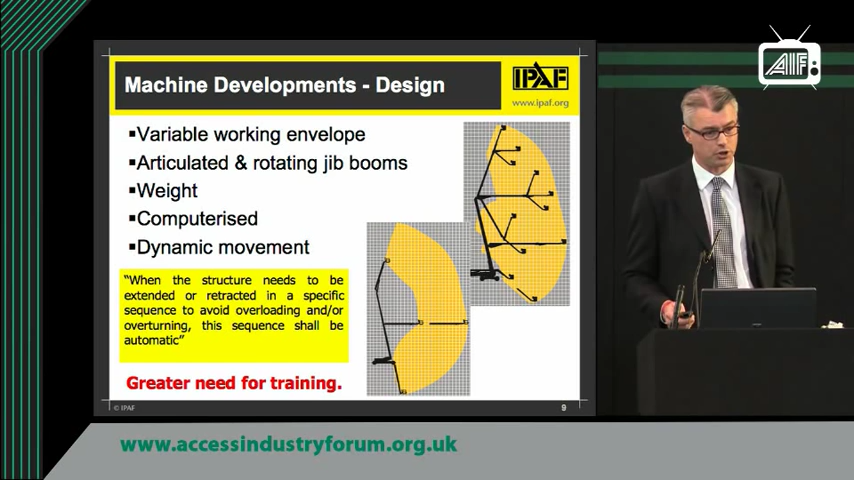 AIF
Machine Developments - Design
IPAF
www.ipaf.org
▪Variable working envelope
▪Articulated & rotating jib booms
▪Weight
▪Computerised
▪Dynamic movement
“When the structure needs to be
extended or retracted in a specific
sequence to avoid overloading and/or
overturning, this sequence shall be
automatic”
Greater need for training.
© IPAF
9
www.accessindustryforum.org.uk